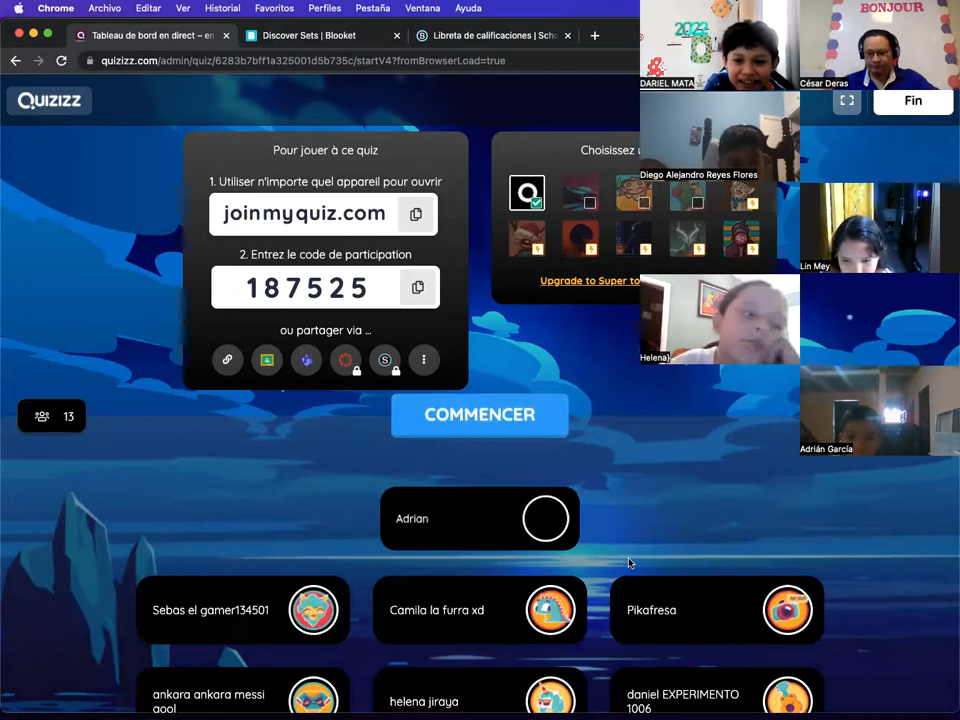 Chrome Archivo Editar Ver Historial Favoritos Perfiles Pestaña Ventana Ayuda
Tableau de bord en direct – en
Discover Sets | Blooket
Libreta de calificaciones | Scho
quizizz.com/admin/quiz/6283b7bff1a325001d5b735c/startV4?fromBrowserLoad=true
2022
BONJOUR
DARIEL MATA
César Deras
Quizizz
Fin
Pour jouer à ce quiz
Choisissez
1. Utiliser n'importe quel appareil pour ouvrir
joinmyquiz.com
Diego Alejandro Reyes Flores
2. Entrez le code de participation
187525
Lin Mey
Upgrade to Super to
ou partager via ...
Helena}
13
COMMENCER
Adrián García
Adrian
Sebas el gamer134501
Camila la furra xd
Pikafresa
ankara ankara messi
gool
helena jiraya
daniel EXPERIMENTO
1006